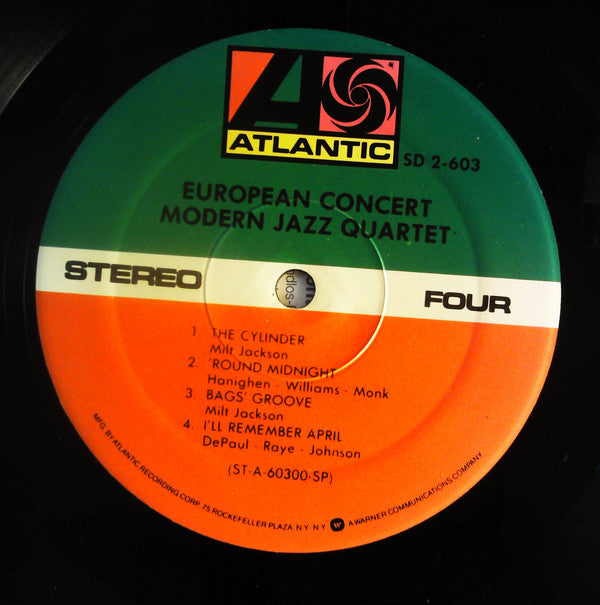 ATLANTIC
SD 2-603
EUROPEAN CONCERT
MODERN JAZZ QUARTET
STEREO
FOUR
1. THE CYLINDER
Milt Jackson
2. 'ROUND MIDNIGHT
Hanighen - Williams - Monk
3. BAGS' GROOVE
Milt Jackson
4. I'LL REMEMBER APRIL
DePaul - Raye - Johnson
(ST-A-60300-SP)
MFG. BY ATLANTIC RECORDING CORP. 75 ROCKEFELLER PLAZA. N.Y. N.Y. W A WARNER COMMUNICATIONS COMPANY